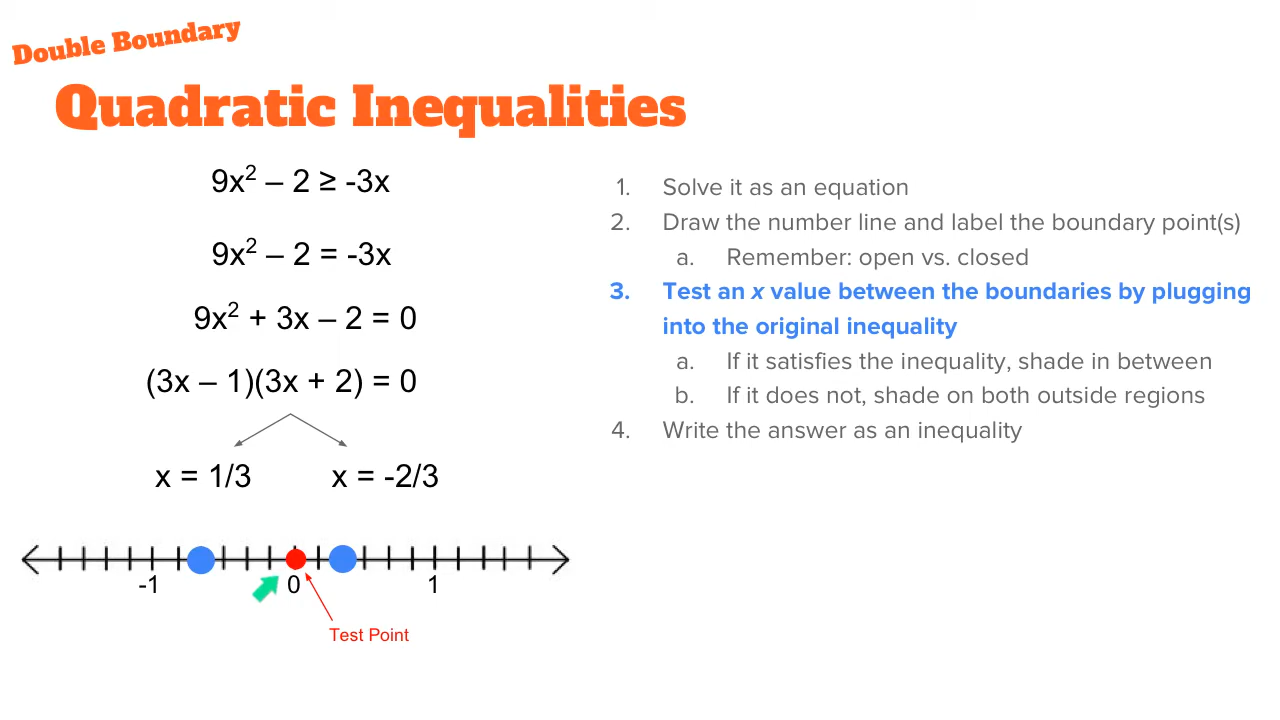 Double Boundary
Quadratic Inequalities
9x² – 2 ≥ -3x
9x² – 2 = -3x
9x² + 3x – 2 = 0
(3x – 1)(3x + 2) = 0
x = 1/3 x = -2/3
-1 0 1
Test Point
1. Solve it as an equation
2. Draw the number line and label the boundary point(s)
a. Remember: open vs. closed
3. Test an x value between the boundaries by plugging
into the original inequality
a. If it satisfies the inequality, shade in between
b. If it does not, shade on both outside regions
4. Write the answer as an inequality